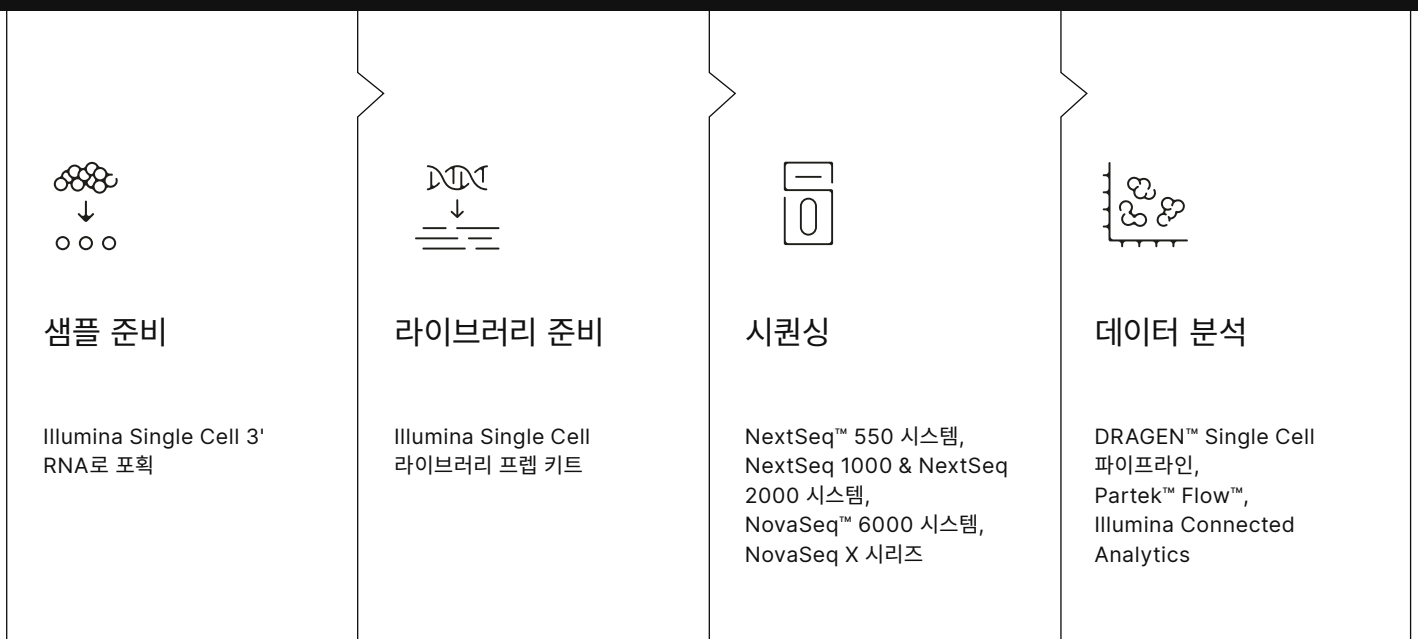 샘플 준비
Illumina Single Cell 3'
RNA로 포획
라이브러리 준비
Illumina Single Cell
라이브러리 프렙 키트
시퀀싱
NextSeq™ 550 시스템,
NextSeq 1000 & NextSeq
2000 시스템,
NovaSeq™ 6000 시스템,
NovaSeq X 시리즈
데이터 분석
DRAGEN™ Single Cell
파이프라인,
Partek™ Flow™,
Illumina Connected
Analytics